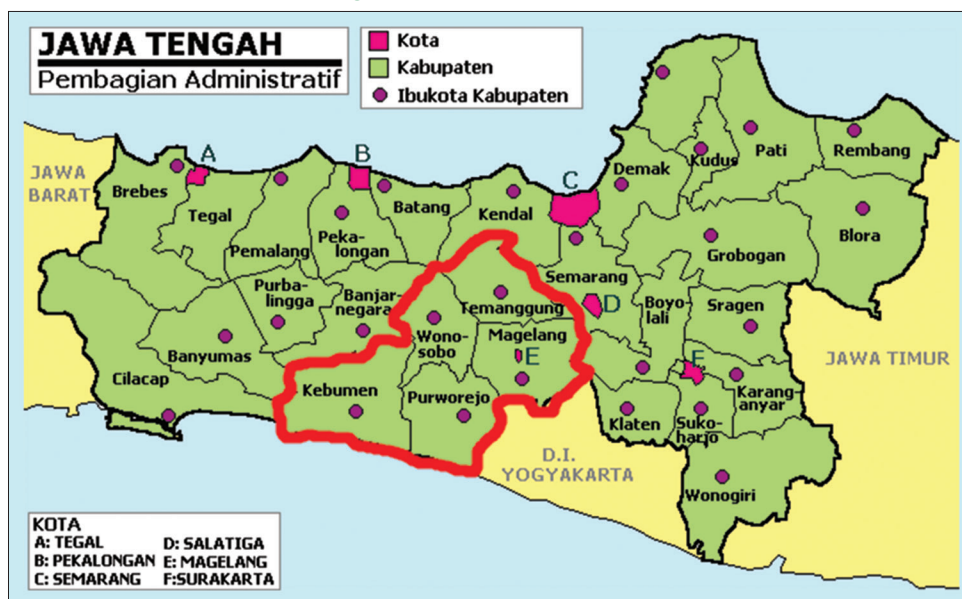 JAWA TENGAH
Pembagian Administratif
Kota
Kabupaten
Ibukota Kabupaten
JAWA
BARAT
A
B
C
Brebes
Tegal
Pemalang
Peka-
longan
Batang
Kendal
Demak
Kudus
Pati
Rembang
Blora
Grobogan
Semarang
Purba-
lingga
Banjar-
negara
Temanggung
D
Boyo
lali
Sragen
Wono-
sobo
Magelang
E
Banyumas
Cilacap
Kebumen
Purworejo
F
Karang-
anyar
Klaten
Suko-
harjo
JAWA TIMUR
D.I.
YOGYAKARTA
Wonogiri
KOTA
A: TEGAL
B: PEKALONGAN
C: SEMARANG
D: SALATIGA
E: MAGELANG
F:SURAKARTA